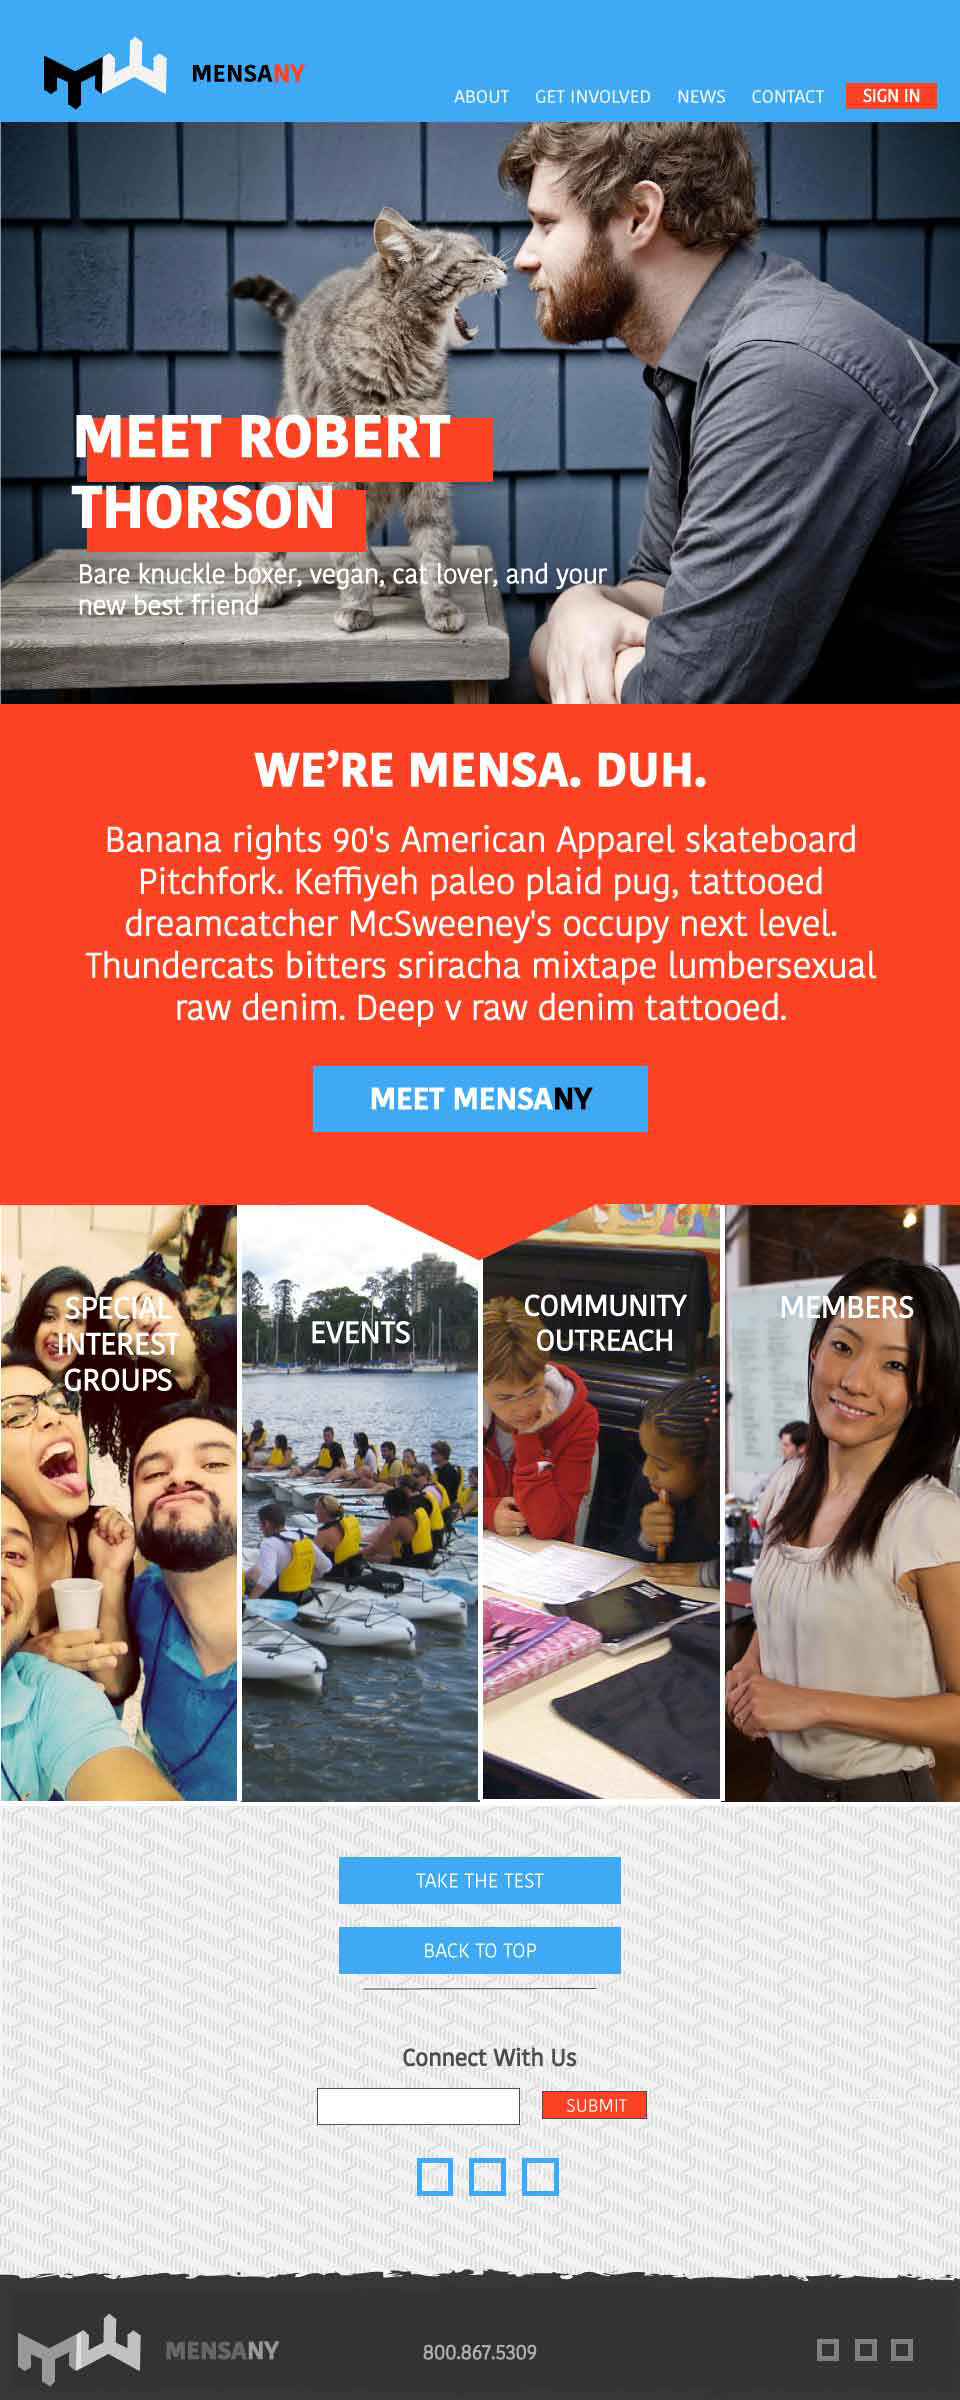 MENSANY
ABOUT GET INVOLVED NEWS CONTACT SIGN IN
MEET ROBERT
THORSON
Bare knuckle boxer, vegan, cat lover, and your
new best friend
WE’RE MENSA. DUH.
Banana rights 90's American Apparel skateboard
Pitchfork. Keffiyeh paleo plaid pug, tattooed
dreamcatcher McSweeney's occupy next level.
Thundercats bitters sriracha mixtape lumbersexual
raw denim. Deep v raw denim tattooed.
MEET MENSANY
SPECIAL
INTEREST
GROUPS
EVENTS
COMMUNITY
OUTREACH
MEMBERS
TAKE THE TEST
BACK TO TOP
Connect With Us
SUBMIT
MENSANY
800.867.5309